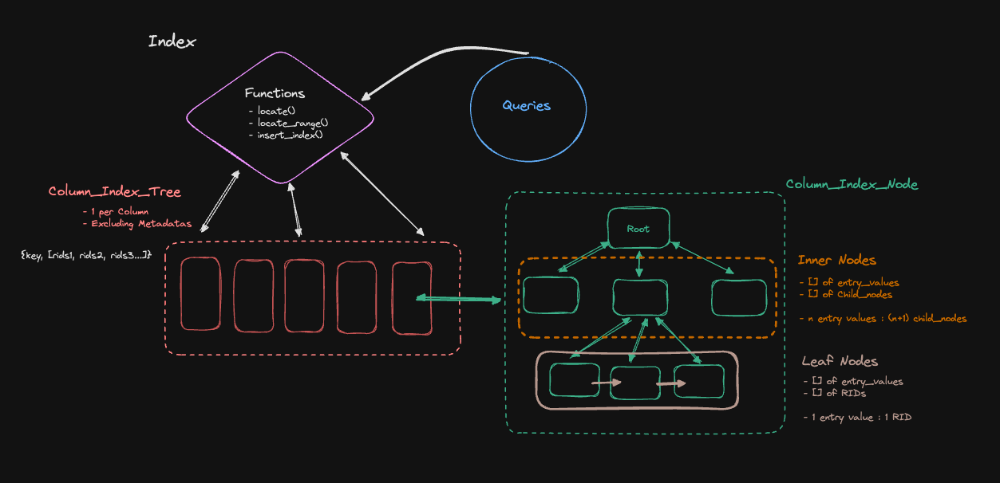 Index
Functions
- locate()
- locate_range()
- insert_index()
Queries
Column_Index_Tree
- 1 per Column
- Excluding Metadatas
{key, [rids1, rids2, rids3...]}
Column_Index_Node
Root
Inner Nodes
- [] of entry_values
- [] of Child_nodes
- n entry values : (n+1) child_nodes
Leaf Nodes
- [] of entry_values
- [] of RIDs
- 1 entry value : 1 RID